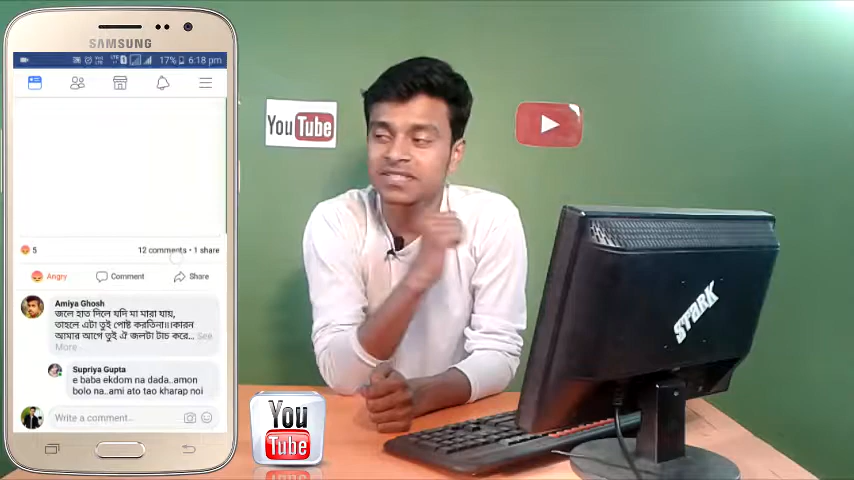 SAMSUNG
17% 6:18 pm
5
12 comments • 1 share
Angry
Comment
Share
Amiya Ghosh
জলে হাত দিলে যদি মা মারা যায়,
তাহলে এটা তুই পোষ্ট করতিনা।।কারন
আমার আগে তুই ঐ জলটা টাচ করে... See
More
Supriya Gupta
e baba ekdom na dada..amon
bolo na..ami ato tao kharap noi
Write a comment...
You Tube
You
Tube
STARK